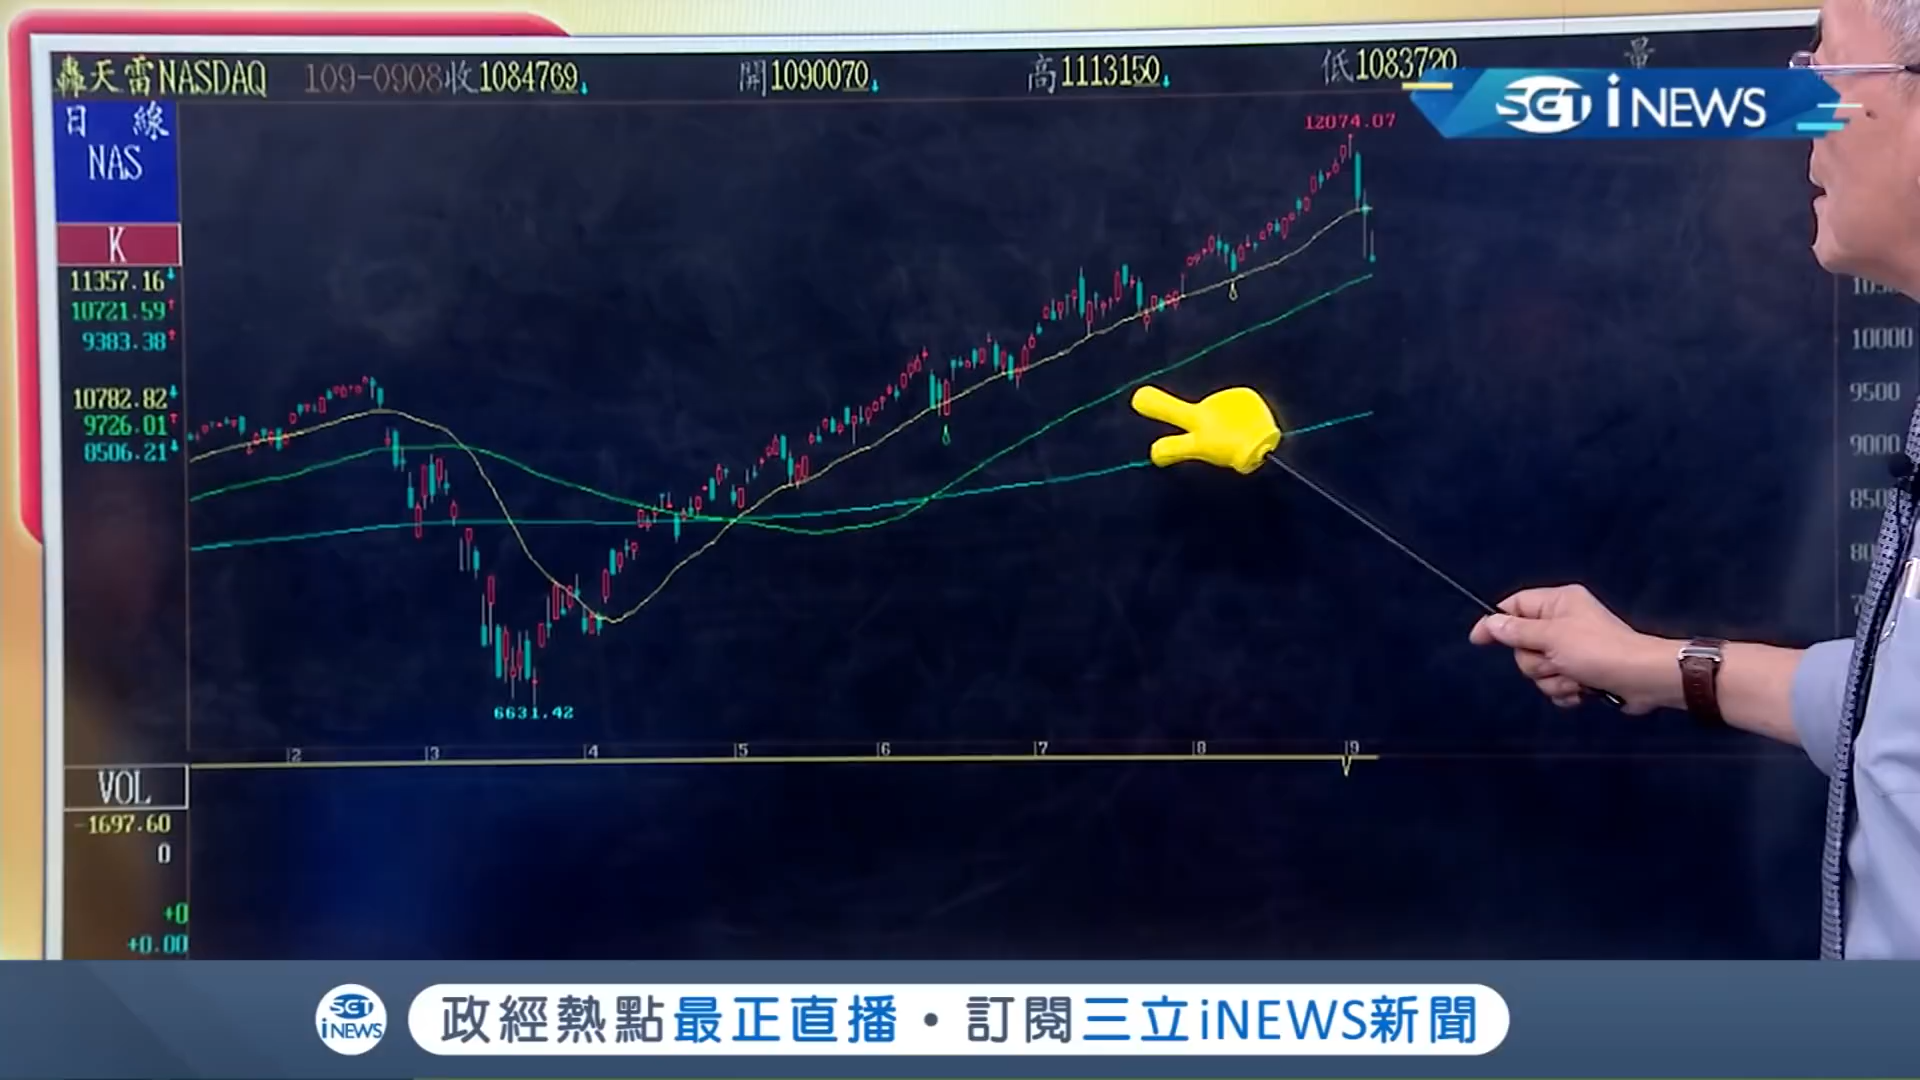 轟天雷NASDAQ 109-0908收1084769↓ 開1090070↓ 高1113150↓ 低1083720 量
SET iNEWS
日 線
NAS
12074.07
K
11357.16↓
10721.59↑
9383.38↑
10782.82↓
9726.01↑
8506.21↓
10000
9500
9000
6631.42
2 3 4 5 6 7 8 9
VOL
-1697.60
0
+0
+0.00
SET iNEWS 政經熱點最正直播・訂閱三立iNEWS新聞